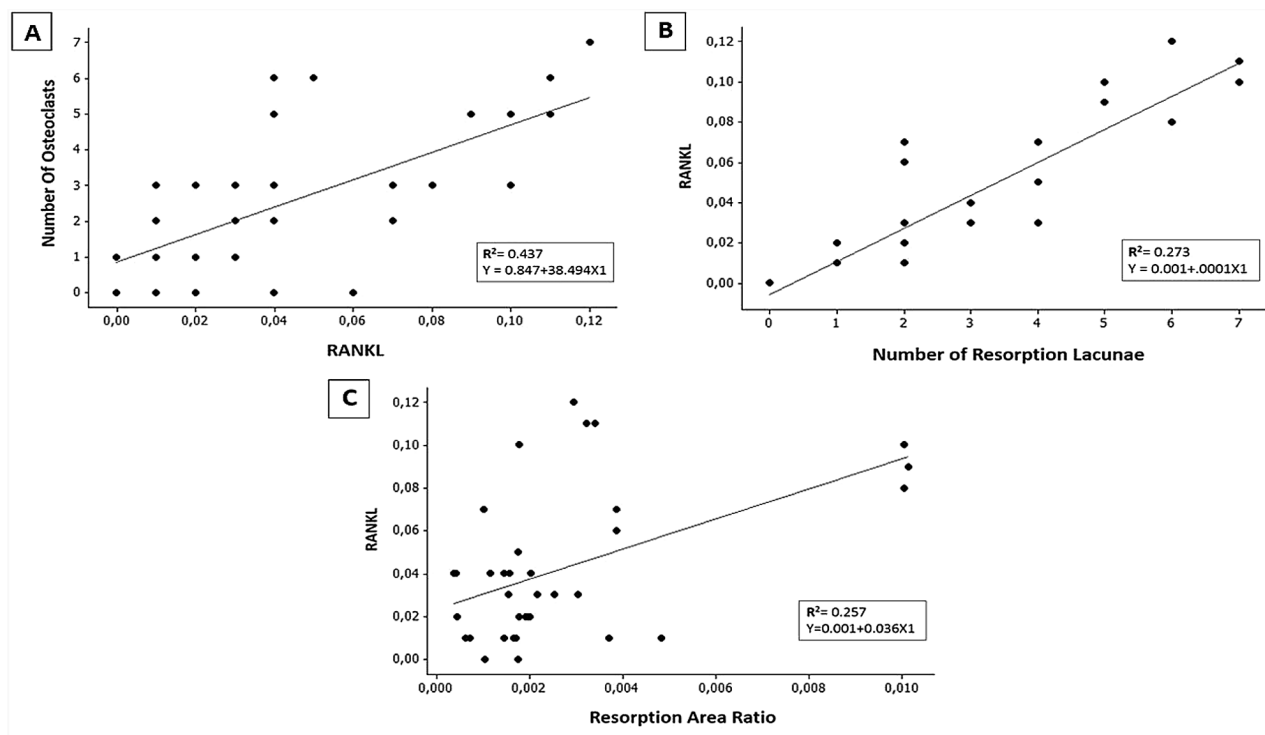 A
Number Of Osteoclasts
7
6
5
4
3
2
1
0
R²= 0.437
Y = 0.847+38.494X1
0,00 0,02 0,04 0,06 0,08 0,10 0,12
RANKL
B
RANKL
0,12
0,10
0,08
0,06
0,04
0,02
0,00
R²= 0.273
Y = 0.001+.0001X1
0 1 2 3 4 5 6 7
Number of Resorption Lacunae
C
RANKL
0,12
0,10
0,08
0,06
0,04
0,02
0,00
R²= 0.257
Y=0.001+0.036X1
0,000 0,002 0,004 0,006 0,008 0,010
Resorption Area Ratio